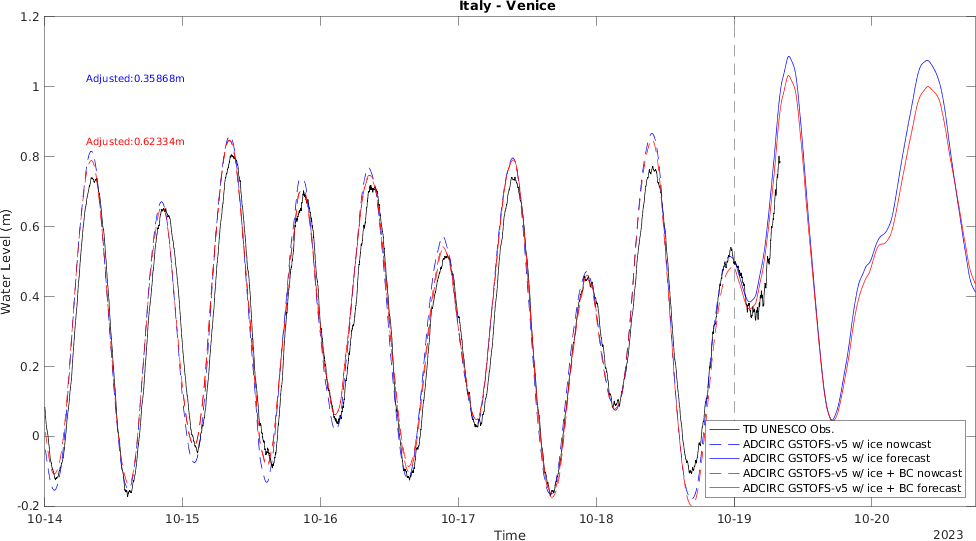 Italy - Venice
1.2
1
0.8
0.6
0.4
0.2
0
-0.2
Water Level (m)
Adjusted:0.35868m
Adjusted:0.62334m
TD UNESCO Obs.
ADCIRC GSTOFS-v5 w/ ice nowcast
ADCIRC GSTOFS-v5 w/ ice forecast
ADCIRC GSTOFS-v5 w/ ice + BC nowcast
ADCIRC GSTOFS-v5 w/ ice + BC forecast
10-14 10-15 10-16 10-17 10-18 10-19 10-20
Time
2023